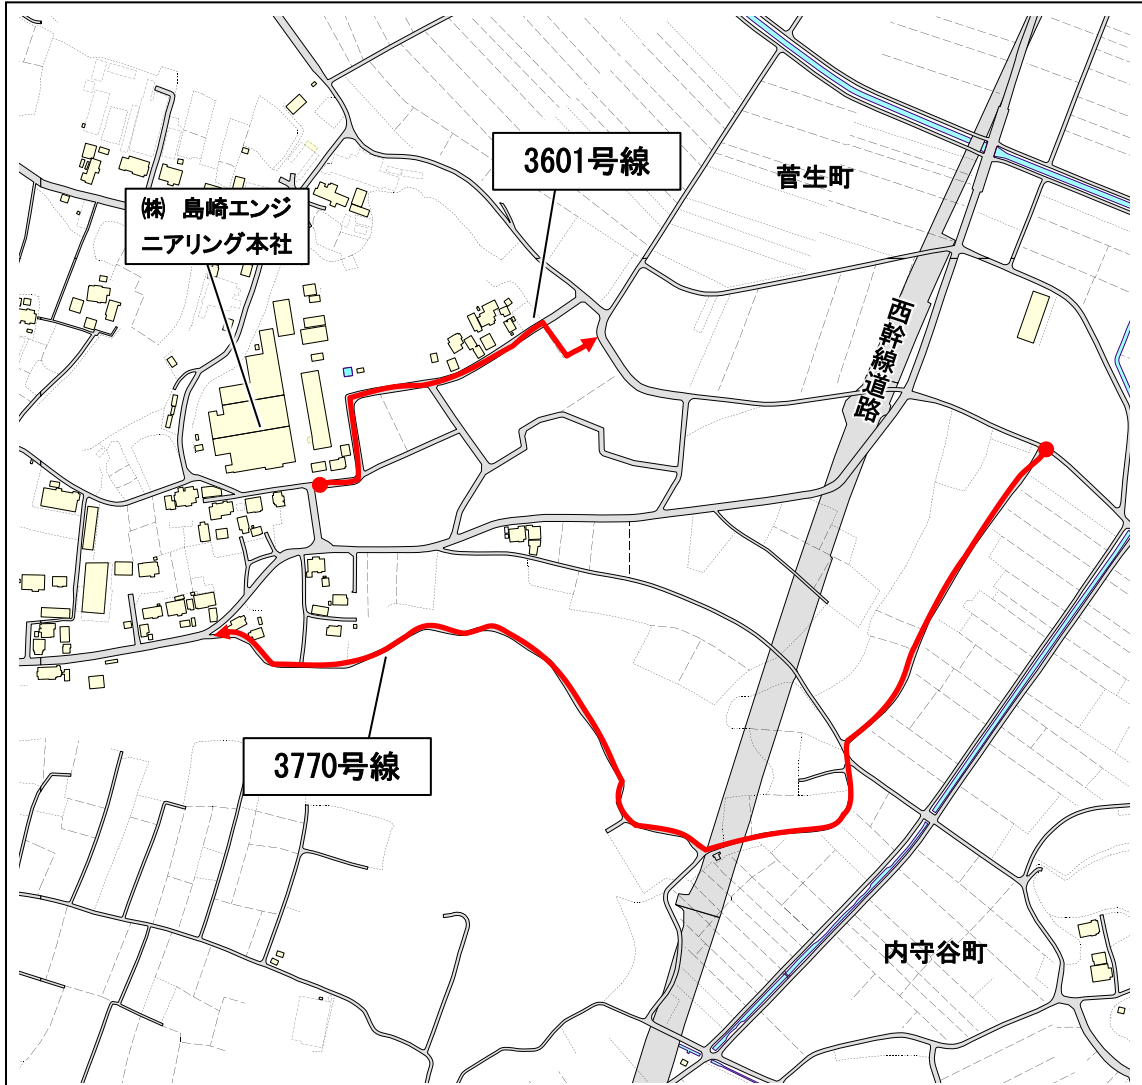 3601号線
菅生町
㈱ 島崎エンジ
ニアリング本社
西幹線道路
3770号線
内守谷町